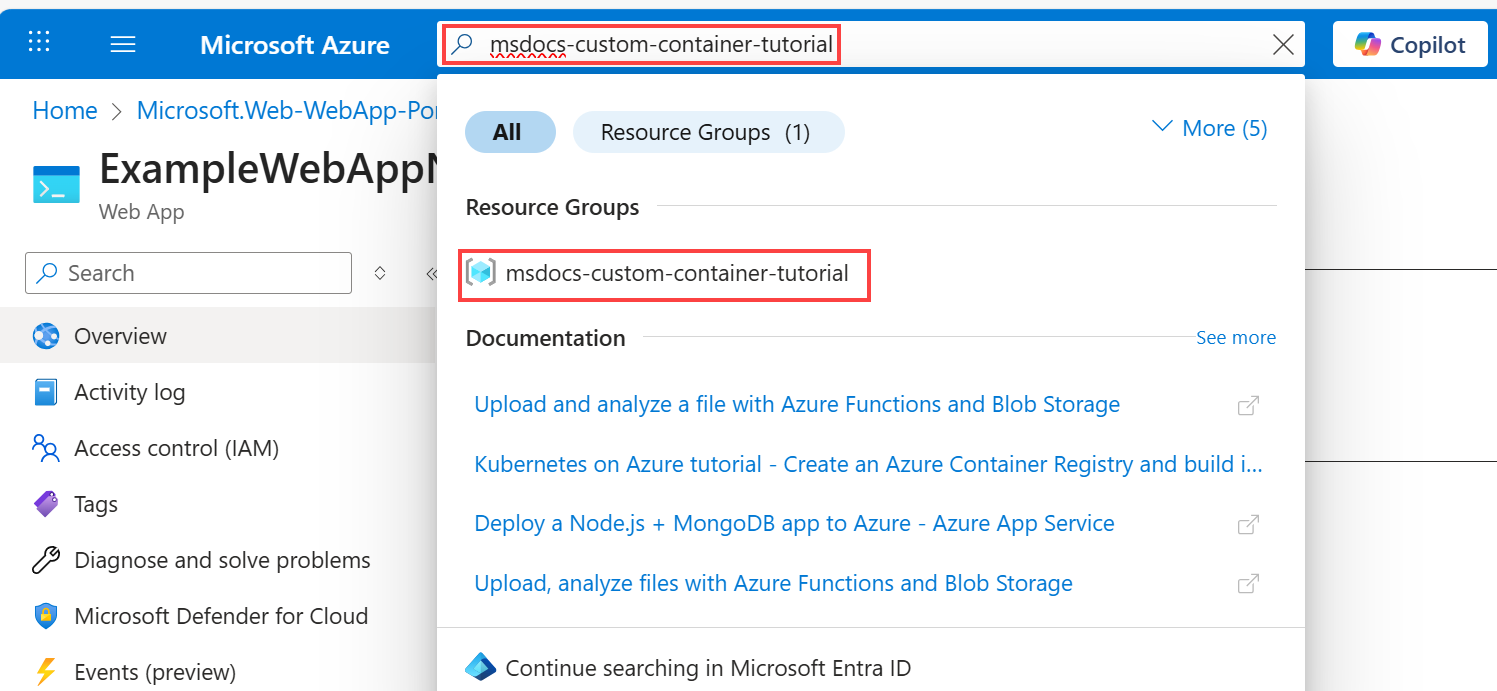 Microsoft Azure
msdocs-custom-container-tutorial
Copilot
Home > Microsoft.Web-WebApp-Por
ExampleWebAppN
Web App
Search
Overview
Activity log
Access control (IAM)
Tags
Diagnose and solve problems
Microsoft Defender for Cloud
Events (preview)
All
Resource Groups (1)
More (5)
Resource Groups
msdocs-custom-container-tutorial
Documentation
See more
Upload and analyze a file with Azure Functions and Blob Storage
Kubernetes on Azure tutorial - Create an Azure Container Registry and build i...
Deploy a Node.js + MongoDB app to Azure - Azure App Service
Upload, analyze files with Azure Functions and Blob Storage
Continue searching in Microsoft Entra ID